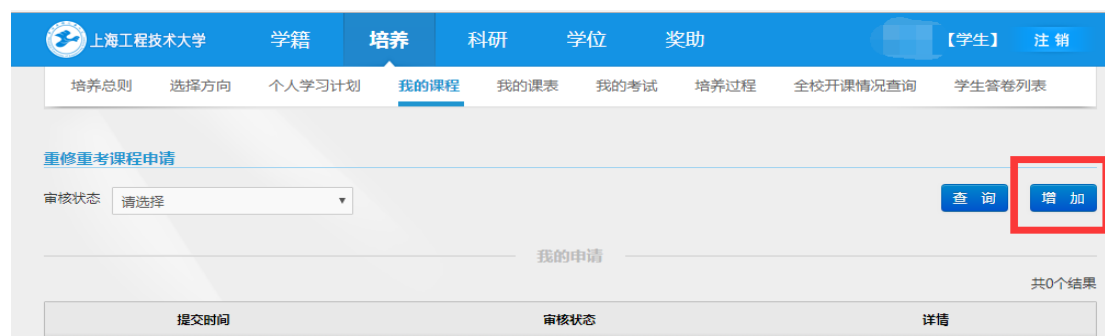 上海工程技术大学 学籍 培养 科研 学位 奖助 【学生】 注 销
培养总则 选择方向 个人学习计划 我的课程 我的课表 我的考试 培养过程 全校开课情况查询 学生答卷列表
重修重考课程申请
审核状态 请选择 查 询 增 加
我的申请
共0个结果
提交时间 审核状态 详情